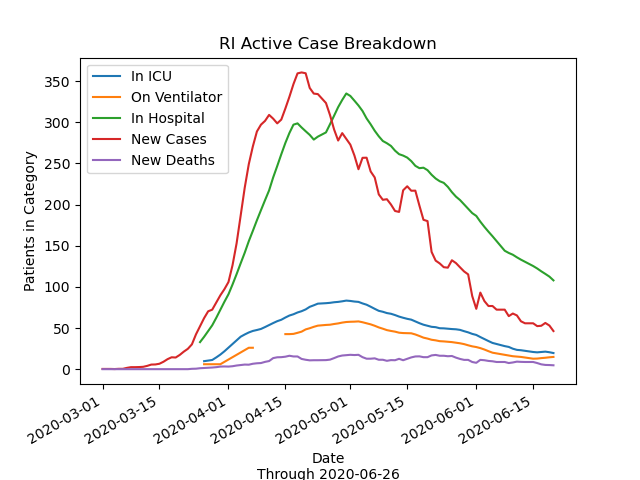 RI Active Case Breakdown
In ICU
On Ventilator
In Hospital
New Cases
New Deaths
Patients in Category
350
300
250
200
150
100
50
0
2020-03-01
2020-03-15
2020-04-01
2020-04-15
2020-05-01
2020-05-15
2020-06-01
2020-06-15
Date
Through 2020-06-26